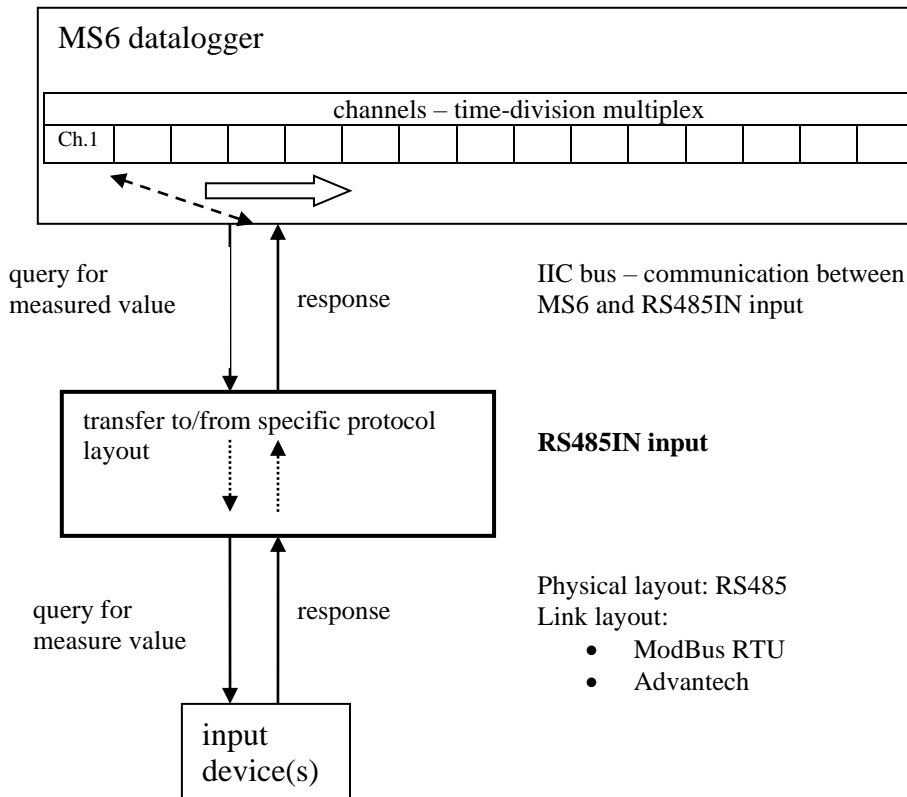 MS6 datalogger
channels – time-division multiplex
Ch.1
query for
measured value
response
IIC bus – communication between
MS6 and RS485IN input
transfer to/from specific protocol
layout
RS485IN input
query for
measure value
response
Physical layout: RS485
Link layout:
• ModBus RTU
• Advantech
input
device(s)